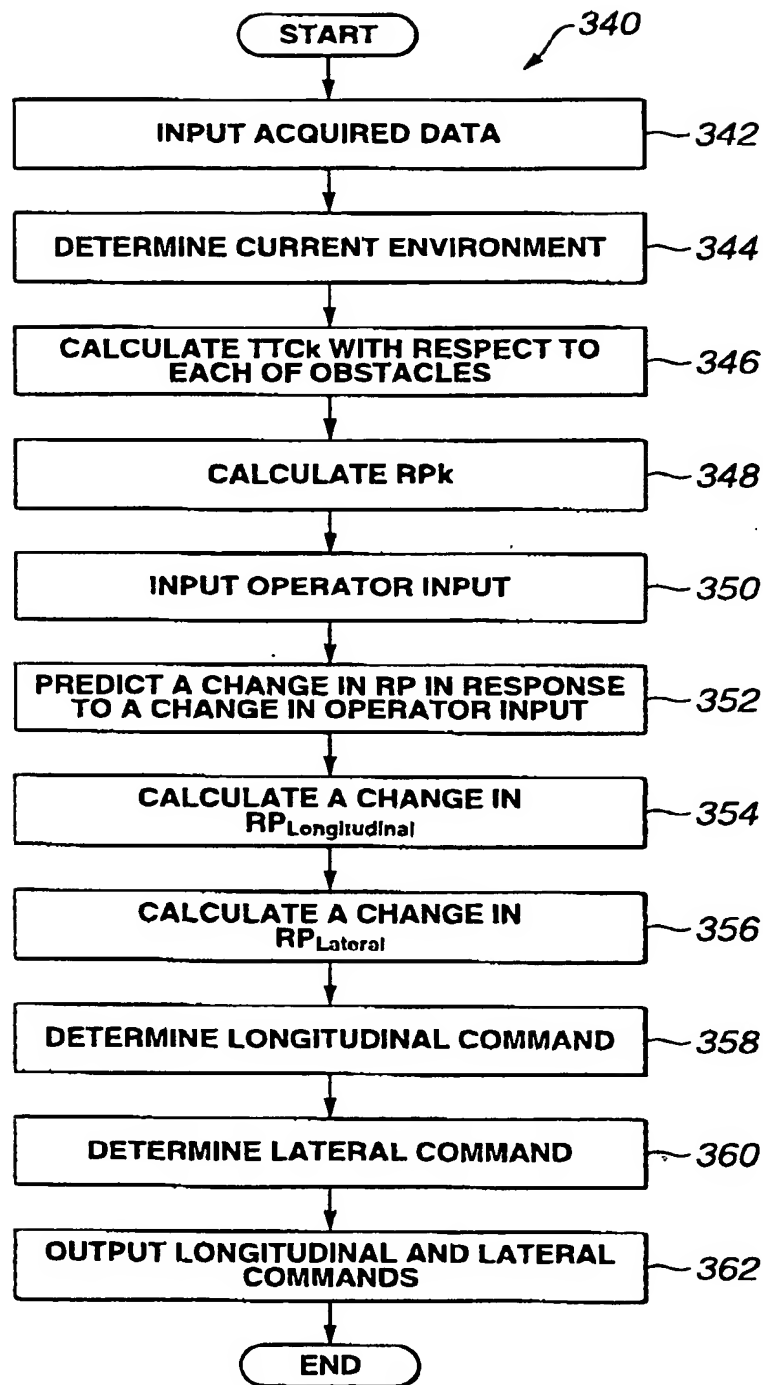 START
340
INPUT ACQUIRED DATA
342
DETERMINE CURRENT ENVIRONMENT
344
CALCULATE TTCk WITH RESPECT TO
EACH OF OBSTACLES
346
CALCULATE RPk
348
INPUT OPERATOR INPUT
350
PREDICT A CHANGE IN RP IN RESPONSE
TO A CHANGE IN OPERATOR INPUT
352
CALCULATE A CHANGE IN
RPLongitudinal
354
CALCULATE A CHANGE IN
RPLateral
356
DETERMINE LONGITUDINAL COMMAND
358
DETERMINE LATERAL COMMAND
360
OUTPUT LONGITUDINAL AND LATERAL
COMMANDS
362
END